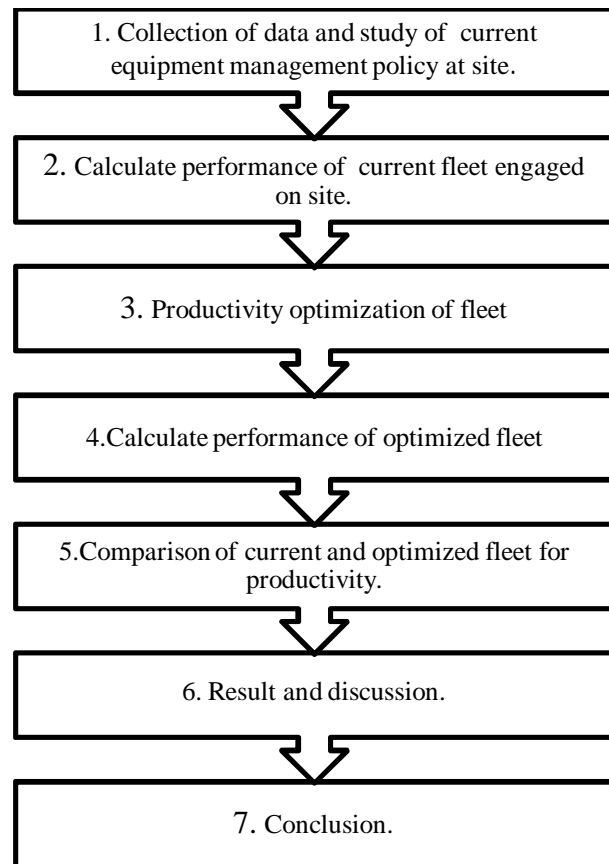 1. Collection of data and study of current
equipment management policy at site.
2. Calculate performance of current fleet engaged
on site.
3. Productivity optimization of fleet
4.Calculate performance of optimized fleet
5.Comparison of current and optimized fleet for
productivity.
6. Result and discussion.
7. Conclusion.